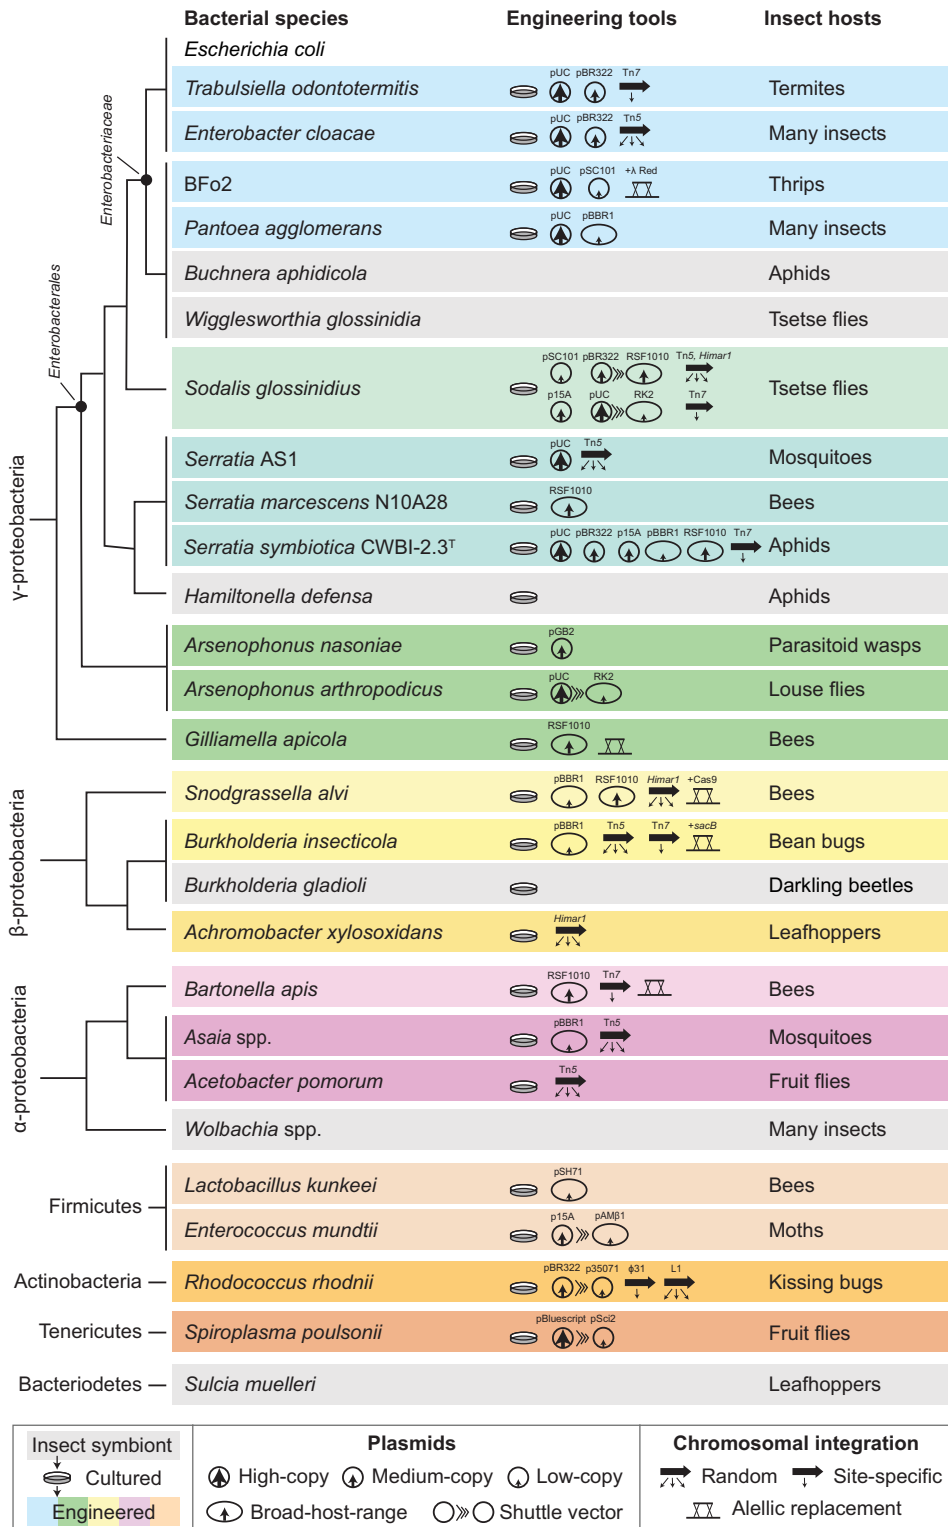 Bacterial species Engineering tools Insect hosts
Escherichia coli
pUC pBR322 Tn7
Trabulsiella odontotermitis Termites
pUC pBR322 Tn5
Enterobacter cloacae Many insects
Enterobacteriaceae
pUC pSC101 +λ Red
BFo2 Thrips
pUC pBBR1
Pantoea agglomerans Many insects
Buchnera aphidicola Aphids
Wigglesworthia glossinidia Tsetse flies
Enterobacterales
pSC101 pBR322 RSF1010 Tn5, Himar1
Sodalis glossinidius Tsetse flies
p15A pUC RK2 Tn7
γ-proteobacteria
pUC Tn5
Serratia AS1 Mosquitoes
RSF1010
Serratia marcescens N10A28 Bees
pUC pBR322 p15A pBBR1 RSF1010 Tn7
Serratia symbiotica CWBI-2.3ᵀ Aphids
Hamiltonella defensa Aphids
pGB2
Arsenophonus nasoniae Parasitoid wasps
pUC RK2
Arsenophonus arthropodicus Louse flies
RSF1010
Gilliamella apicola Bees
β-proteobacteria
pBBR1 RSF1010 Himar1 +Cas9
Snodgrassella alvi Bees
pBBR1 Tn5 Tn7 +sacB
Burkholderia insecticola Bean bugs
Burkholderia gladioli Darkling beetles
Himar1
Achromobacter xylosoxidans Leafhoppers
α-proteobacteria
RSF1010 Tn7
Bartonella apis Bees
pBBR1 Tn5
Asaia spp. Mosquitoes
Tn5
Acetobacter pomorum Fruit flies
Wolbachia spp. Many insects
Firmicutes
pSH71
Lactobacillus kunkeei Bees
p15A pAMβ1
Enterococcus mundtii Moths
pBR322 p35071 ϕ31 L1
Actinobacteria Rhodococcus rhodnii Kissing bugs
pBluescript pSci2
Tenericutes Spiroplasma poulsonii Fruit flies
Bacteriodetes Sulcia muelleri Leafhoppers
Insect symbiont
Cultured
Engineered
Plasmids
High-copy Medium-copy Low-copy
Broad-host-range Shuttle vector
Chromosomal integration
Random Site-specific
Alellic replacement